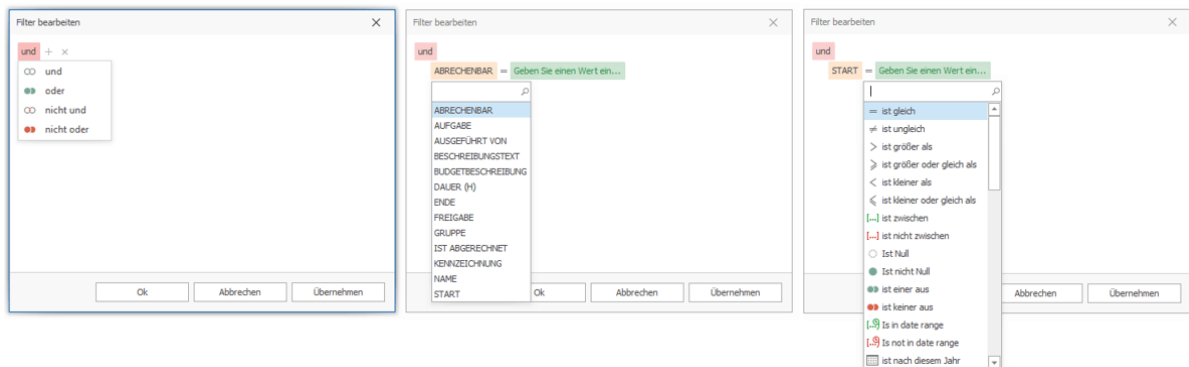 Filter bearbeiten
und
und
oder
nicht und
nicht oder
Ok Abbrechen Übernehmen
Filter bearbeiten
und
ABRECHENBAR = Geben Sie einen Wert ein...
ABRECHENBAR
AUFGABE
AUSGEFÜHRT VON
BESCHREIBUNGSTEXT
BUDGETBESCHREIBUNG
DAUER (H)
ENDE
FREIGABE
GRUPPE
IST ABGERECHNET
KENNZEICHNUNG
NAME
START
Ok Abbrechen Übernehmen
Filter bearbeiten
und
START = Geben Sie einen Wert ein...
= ist gleich
≠ ist ungleich
> ist größer als
⩾ ist größer oder gleich als
< ist kleiner als
⩽ ist kleiner oder gleich als
[...] ist zwischen
[...] ist nicht zwischen
Ist Null
Ist nicht Null
ist einer aus
ist keiner aus
Is in date range
Is not in date range
ist nach diesem Jahr
Abbrechen Übernehmen